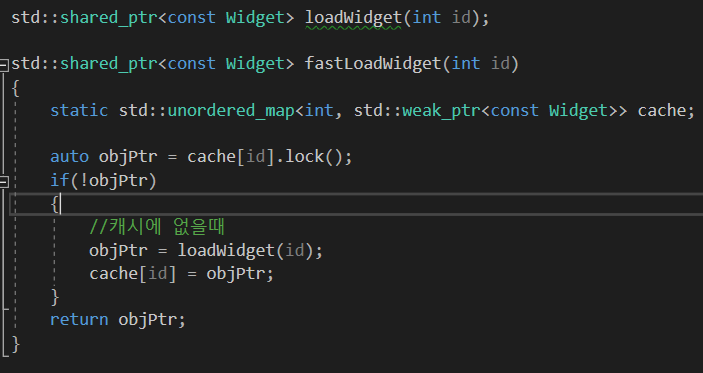 std::shared_ptr<const Widget> loadWidget(int id);
std::shared_ptr<const Widget> fastLoadWidget(int id)
{
static std::unordered_map<int, std::weak_ptr<const Widget>> cache;
auto objPtr = cache[id].lock();
if(!objPtr)
{
//캐시에 없을때
objPtr = loadWidget(id);
cache[id] = objPtr;
}
return objPtr;
}